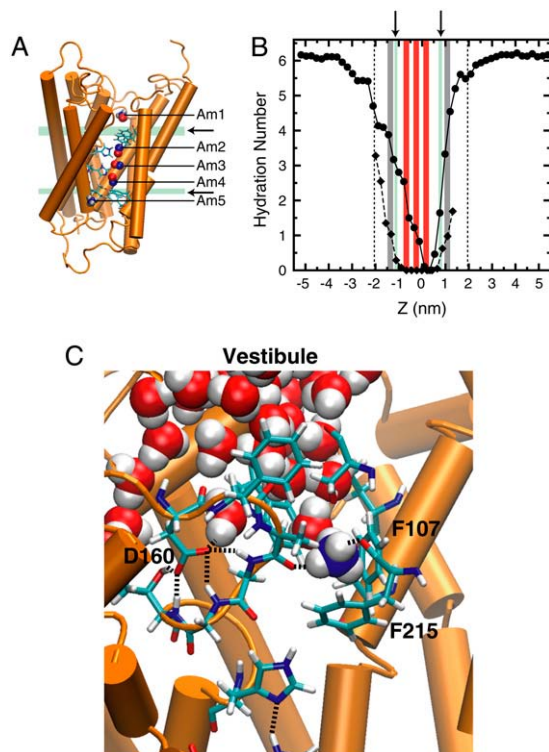 A
Am1
Am2
Am3
Am4
Am5
B
Hydration Number
6
5
4
3
2
1
0
-5 -4 -3 -2 -1 0 1 2 3 4 5
Z (nm)
C
Vestibule
D160
F107
F215